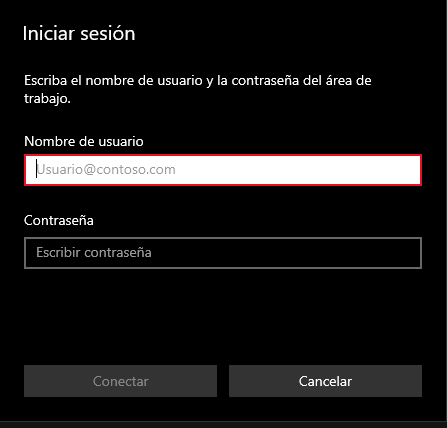 Iniciar sesión
Escriba el nombre de usuario y la contraseña del área de
trabajo.
Nombre de usuario
Usuario@contoso.com
Contraseña
Escribir contraseña
Conectar
Cancelar